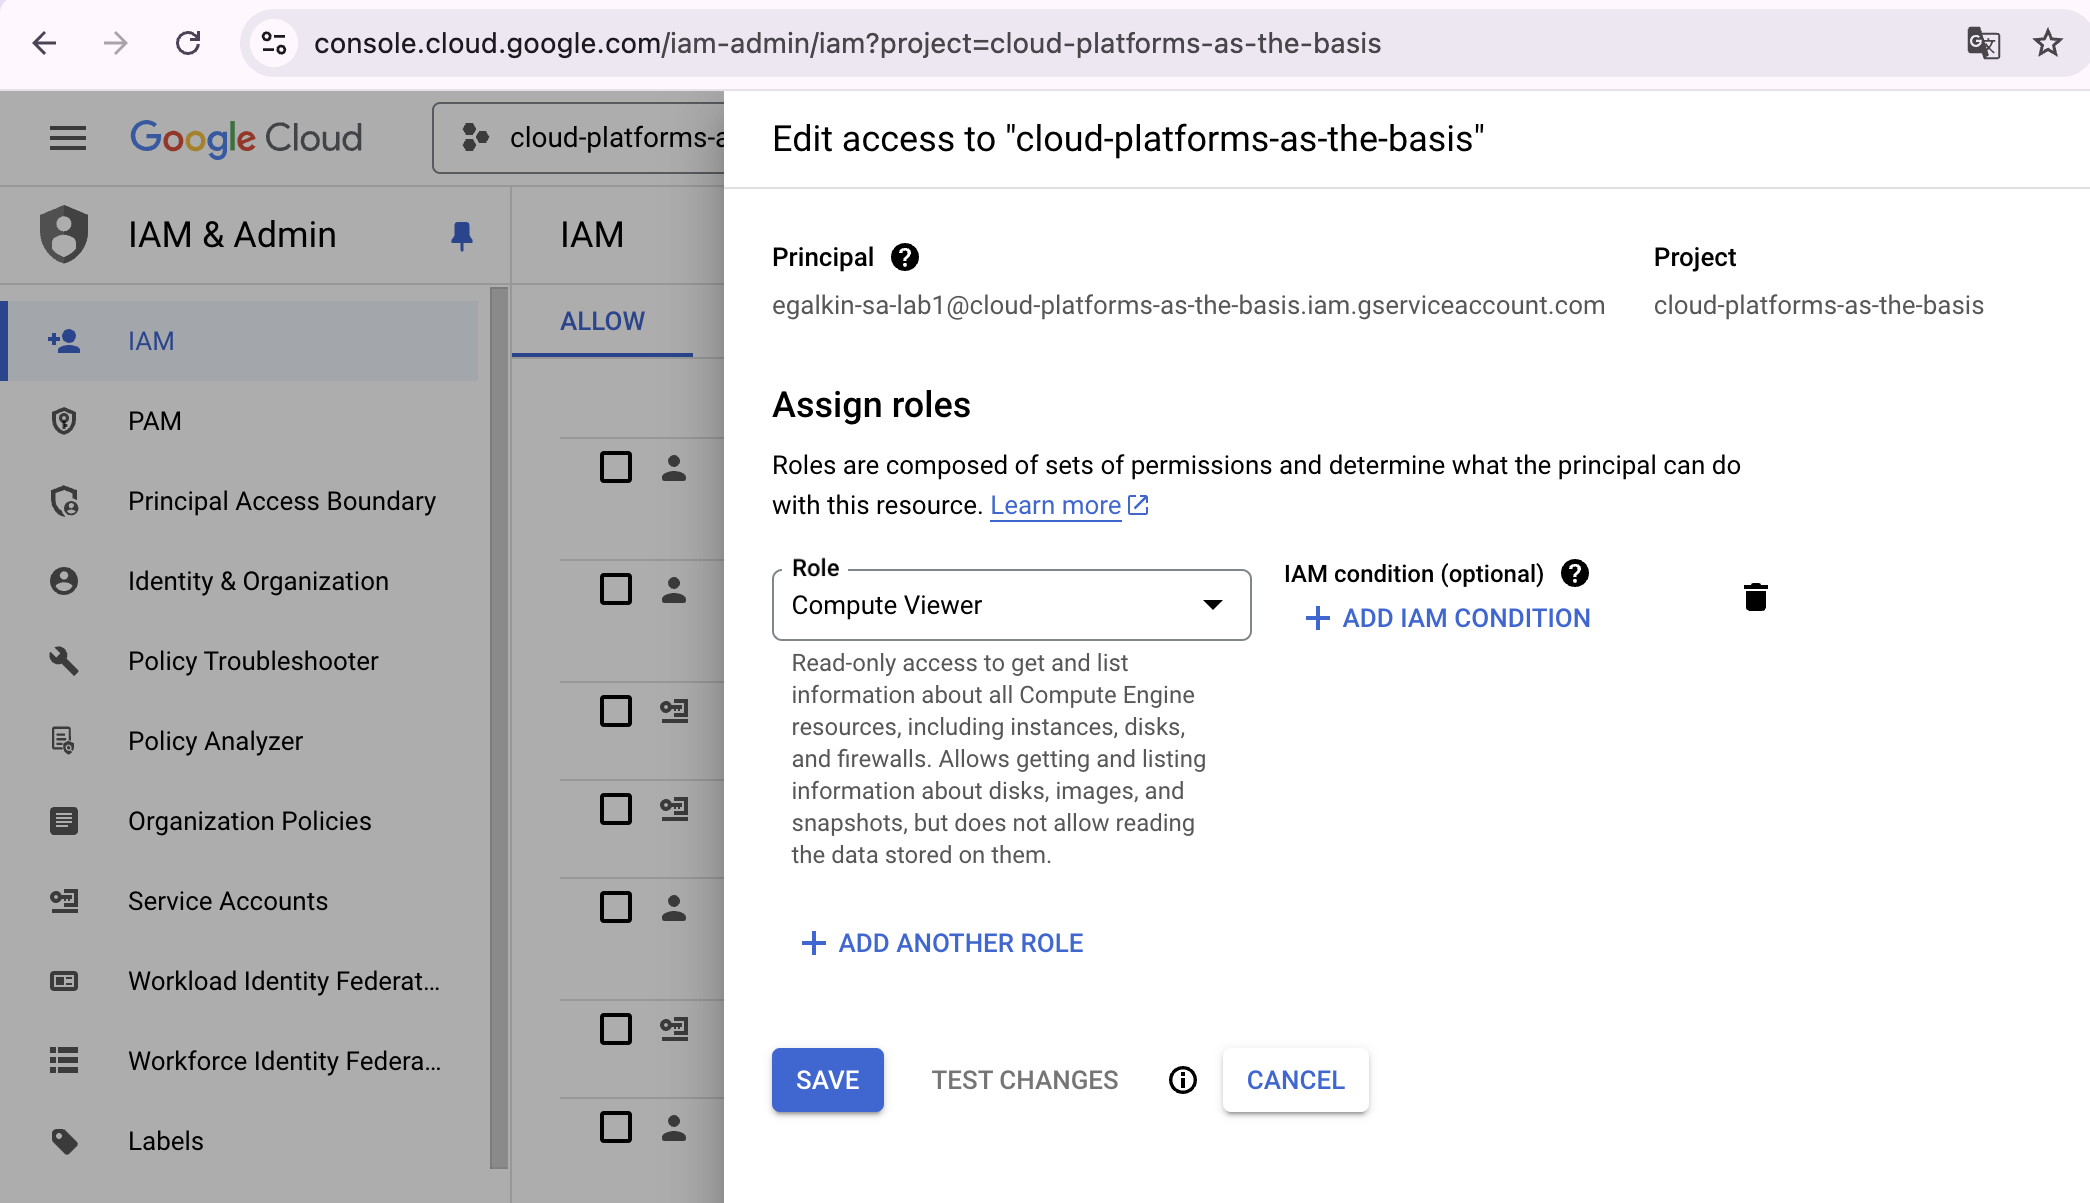 console.cloud.google.com/iam-admin/iam?project=cloud-platforms-as-the-basis
Google Cloud
cloud-platforms-a
Edit access to "cloud-platforms-as-the-basis"
IAM & Admin
IAM
Principal
Project
egalkin-sa-lab1@cloud-platforms-as-the-basis.iam.gserviceaccount.com
cloud-platforms-as-the-basis
ALLOW
IAM
PAM
Principal Access Boundary
Identity & Organization
Policy Troubleshooter
Policy Analyzer
Organization Policies
Service Accounts
Workload Identity Federat...
Workforce Identity Federa...
Labels
Assign roles
Roles are composed of sets of permissions and determine what the principal can do
with this resource. Learn more
Role
Compute Viewer
IAM condition (optional)
ADD IAM CONDITION
Read-only access to get and list
information about all Compute Engine
resources, including instances, disks,
and firewalls. Allows getting and listing
information about disks, images, and
snapshots, but does not allow reading
the data stored on them.
ADD ANOTHER ROLE
SAVE
TEST CHANGES
CANCEL